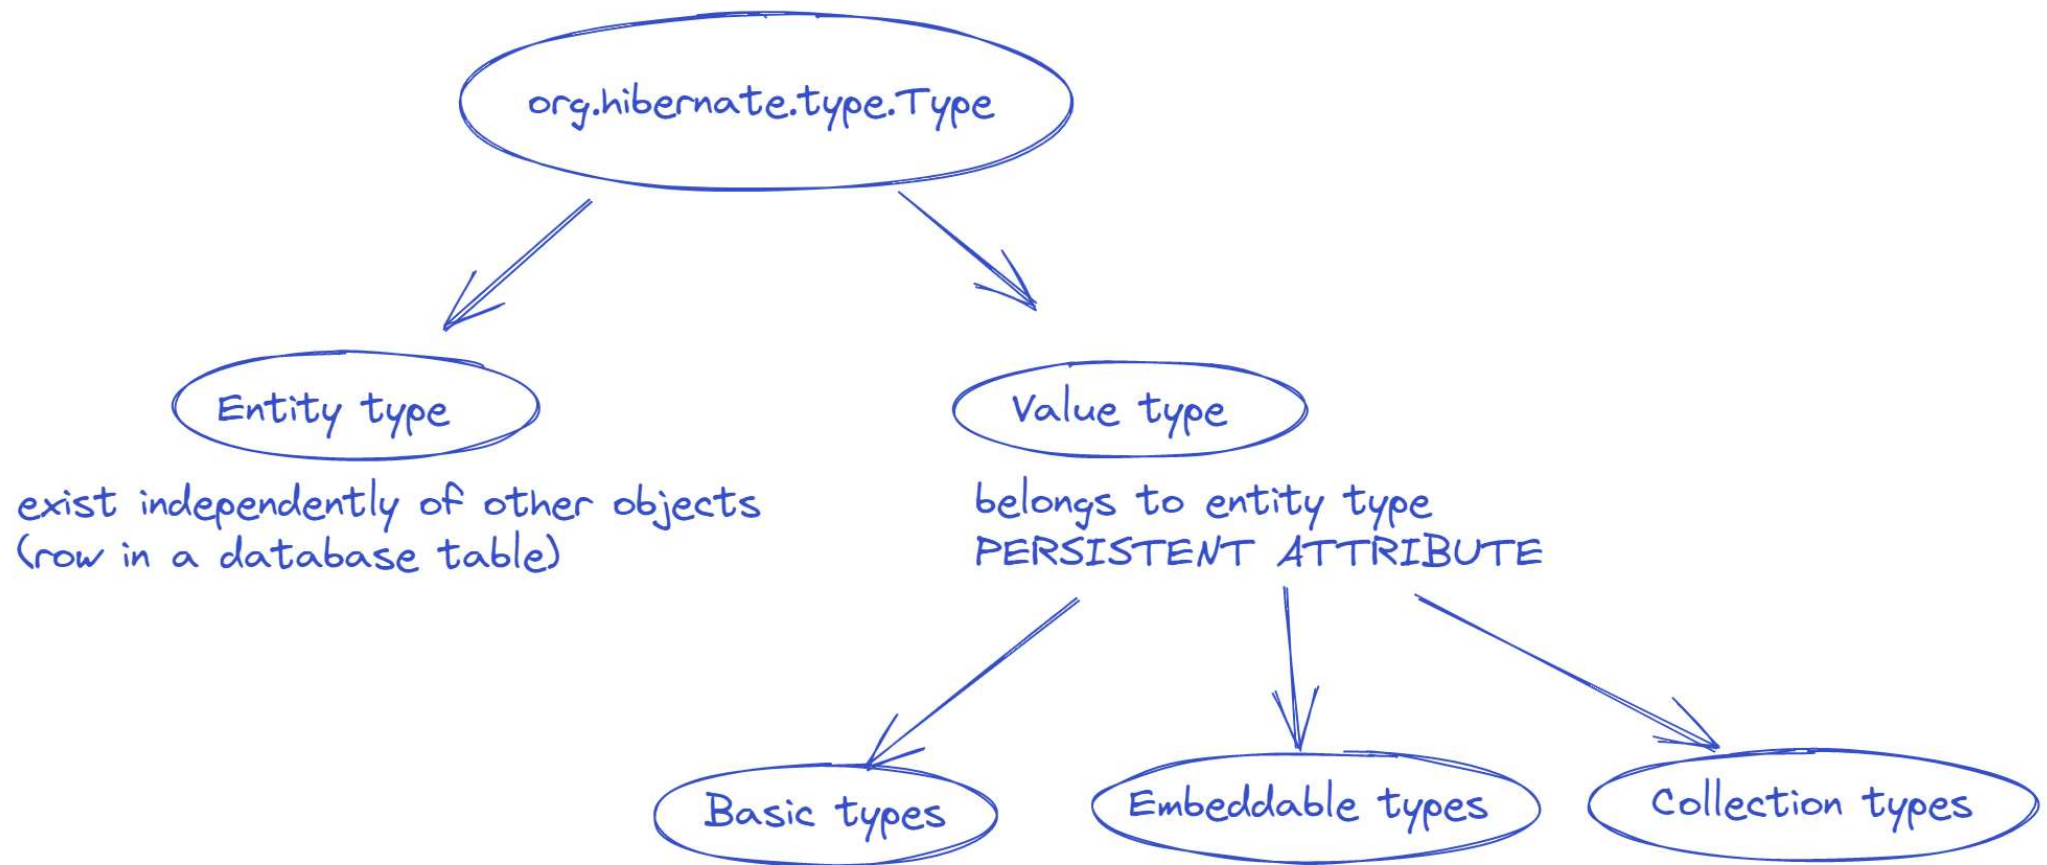 org.hibernate.type.Type
Entity type
Value type
exist independently of other objects
(row in a database table)
belongs to entity type
PERSISTENT ATTRIBUTE
Basic types
Embeddable types
Collection types